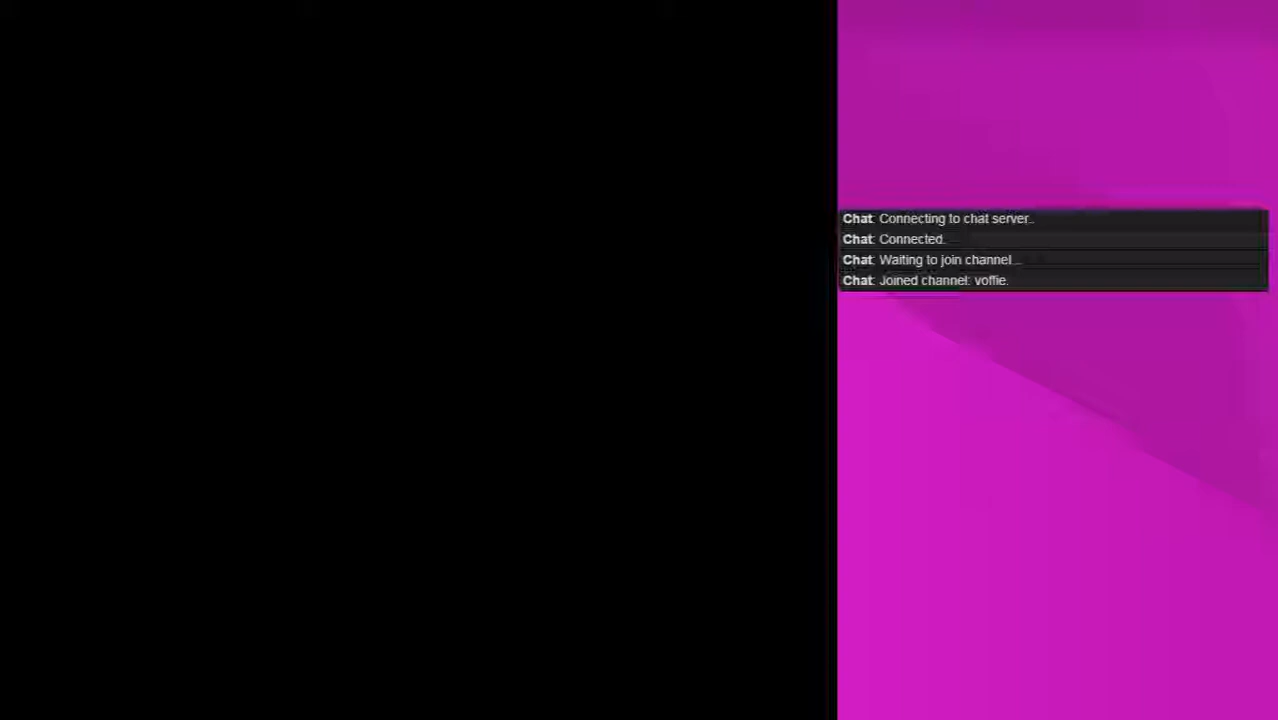 Chat: Connecting to chat server..
Chat: Connected.
Chat: Waiting to join channel...
Chat: Joined channel: voffie.